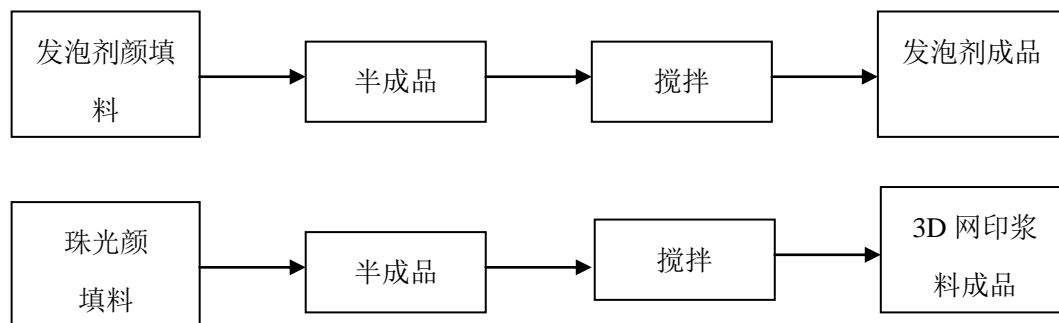 发泡剂颜填
料
半成品
搅拌
发泡剂成品
珠光颜
填料
半成品
搅拌
3D 网印浆
料成品